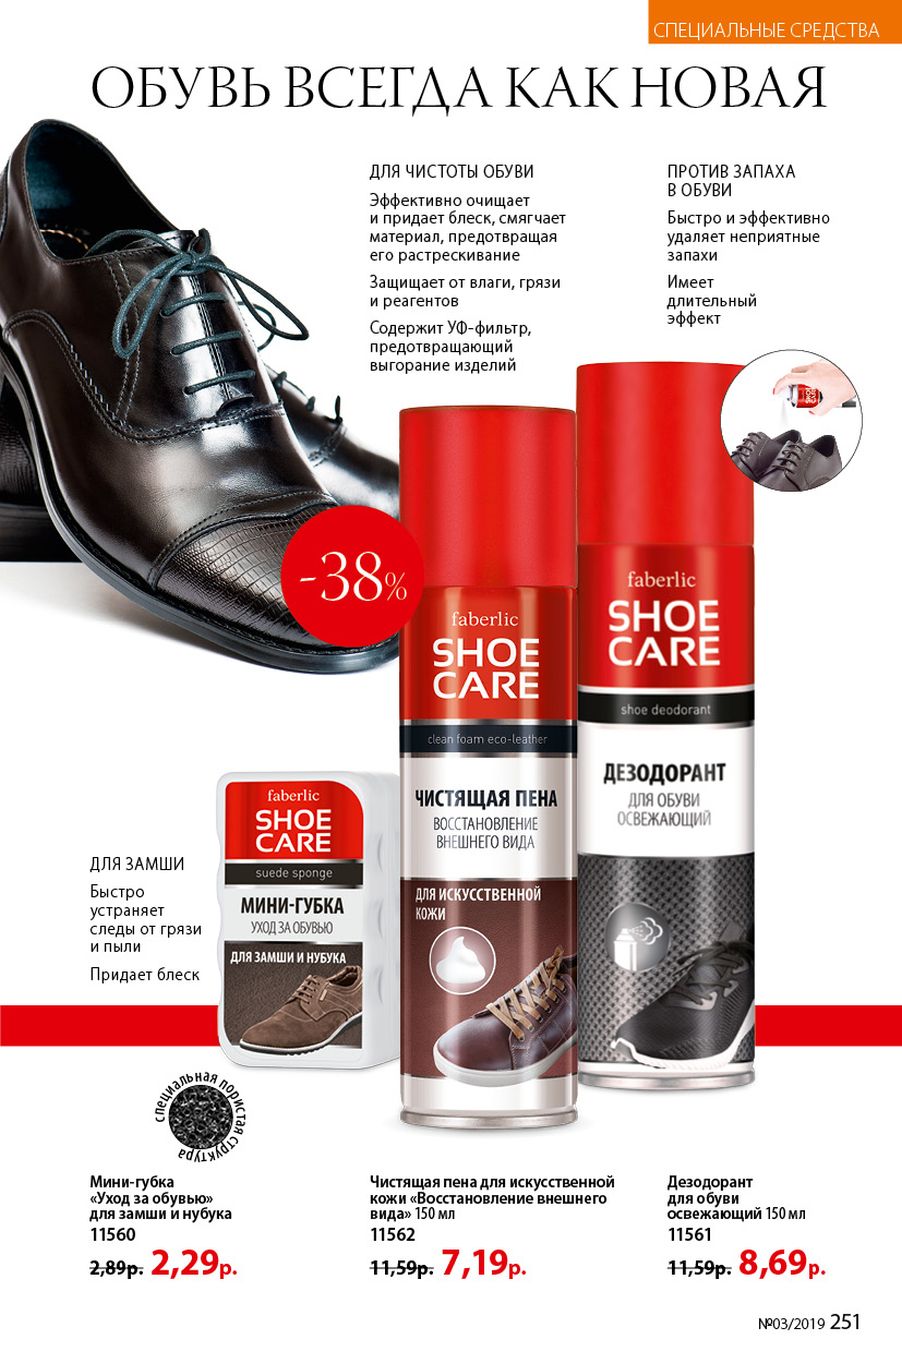 СПЕЦИАЛЬНЫЕ СРЕДСТВА
ОБУВЬ ВСЕГДА КАК НОВАЯ
ДЛЯ ЧИСТОТЫ ОБУВИ
Эффективно очищает
и придает блеск, смягчает
материал, предотвращая
его растрескивание
Защищает от влаги, грязи
и реагентов
Содержит УФ-фильтр,
предотвращающий
выгорание изделий
ПРОТИВ ЗАПАХА
В ОБУВИ
Быстро и эффективно
удаляет неприятные
запахи
Имеет
длительный
эффект
SHOE
CARE
-38%
faberlic
SHOE
CARE
clean foam eco-leather
ЧИСТЯЩАЯ ПЕНА
ВОССТАНОВЛЕНИЕ
ВНЕШНЕГО ВИДА
ДЛЯ ИСКУССТВЕННОЙ
КОЖИ
faberlic
SHOE
CARE
shoe deodorant
ДЕЗОДОРАНТ
ДЛЯ ОБУВИ
ОСВЕЖАЮЩИЙ
ДЛЯ ЗАМШИ
Быстро
устраняет
следы от грязи
и пыли
Придает блеск
faberlic
SHOE
CARE
suede sponge
МИНИ-ГУБКА
УХОД ЗА ОБУВЬЮ
ДЛЯ ЗАМШИ И НУБУКА
специальная пористая структура
Мини-губка
«Уход за обувью»
для замши и нубука
11560
2,89р. 2,29р.
Чистящая пена для искусственной
кожи «Восстановление внешнего
вида» 150 мл
11562
11,59р. 7,19р.
Дезодорант
для обуви
освежающий 150 мл
11561
11,59р. 8,69р.
№03/2019 251